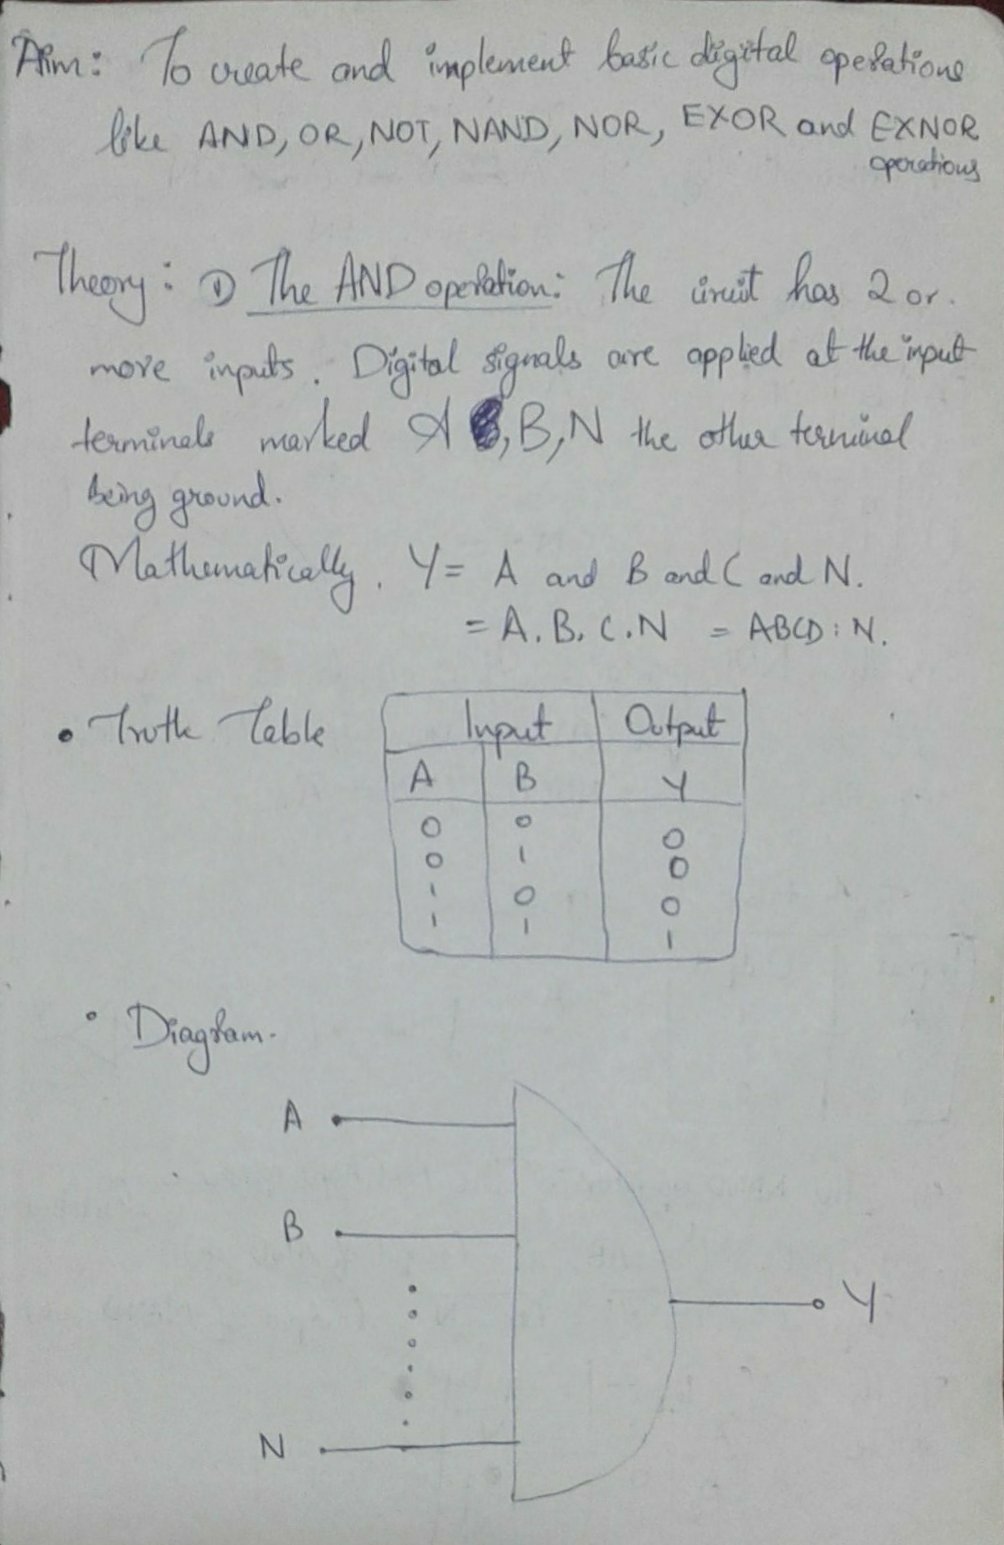 Aim: To create and implement basic digital operations
like AND, OR, NOT, NAND, NOR, EXOR and EXNOR
operations
Theory: ① The AND operation: The circuit has 2 or
more inputs. Digital signals are applied at the input
terminals marked A , B, N the other terminal
being ground.
Mathematically, Y = A and B and C and N.
= A. B. C. N = ABCD : N.
• Truth Table
Input Output
A B Y
0 0 0
0 1 0
1 0 0
1 1 1
• Diagram.
A
B
Y
N